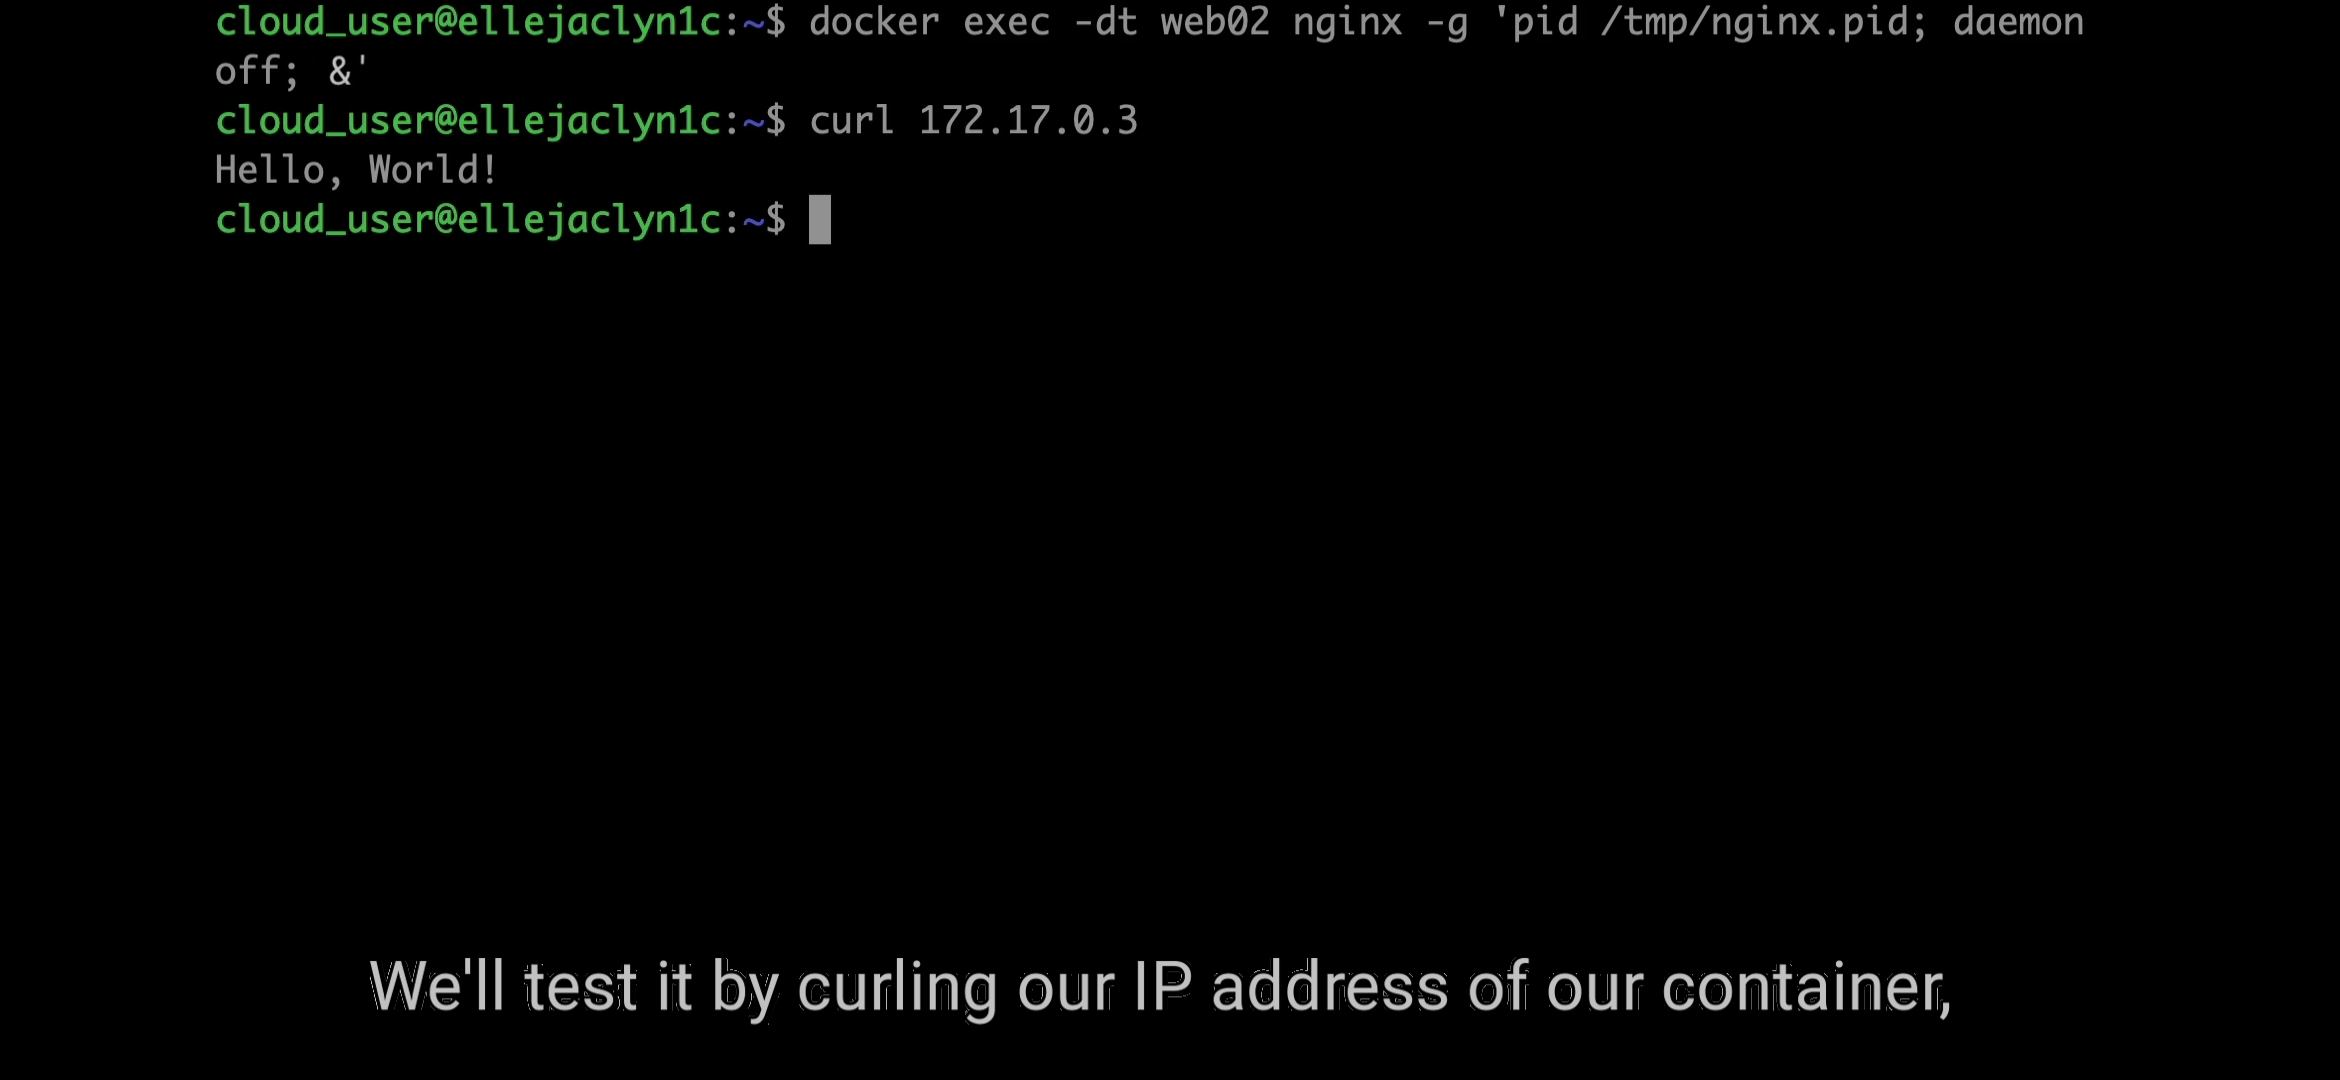 cloud_user@ellejaclyn1c:~$ docker exec -dt web02 nginx -g 'pid /tmp/nginx.pid; daemon
off; &'
cloud_user@ellejaclyn1c:~$ curl 172.17.0.3
Hello, World!
cloud_user@ellejaclyn1c:~$
We'll test it by curling our IP address of our container,